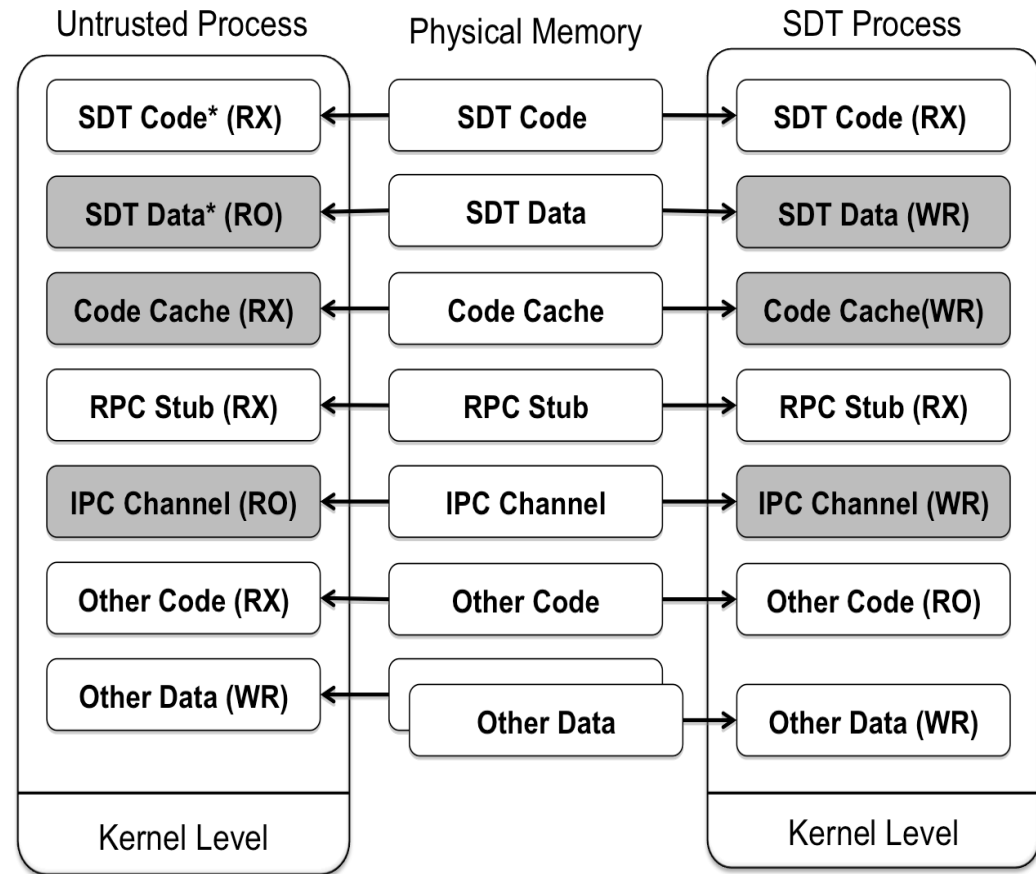 Untrusted Process
Physical Memory
SDT Process
SDT Code* (RX)
SDT Code
SDT Code (RX)
SDT Data* (RO)
SDT Data
SDT Data (WR)
Code Cache (RX)
Code Cache
Code Cache(WR)
RPC Stub (RX)
RPC Stub
RPC Stub (RX)
IPC Channel (RO)
IPC Channel
IPC Channel (WR)
Other Code (RX)
Other Code
Other Code (RO)
Other Data (WR)
Other Data
Other Data (WR)
Kernel Level
Kernel Level